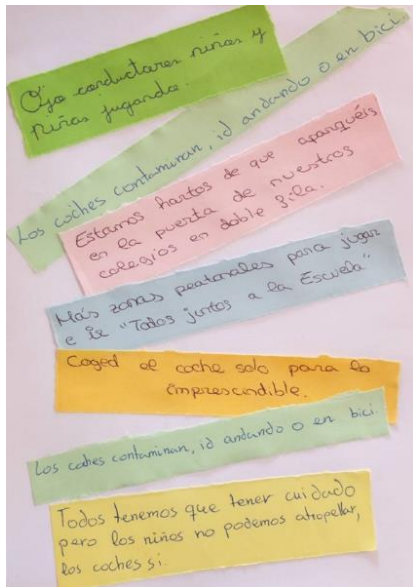 Ojo conductores niños y
niñas jugando.
Los coches contaminan, id andando o en bici.
Estamos hartos de que aparquéis
en la puerta de nuestros
colegios en doble fila.
Más zonas peatonales para jugar
e ir "Todos juntos a la Escuela"
Coged el coche solo para lo
imprescindible.
Los coches contaminan, id andando o en bici.
Todos tenemos que tener cuidado
pero los niños no podemos atropellar,
los coches si.